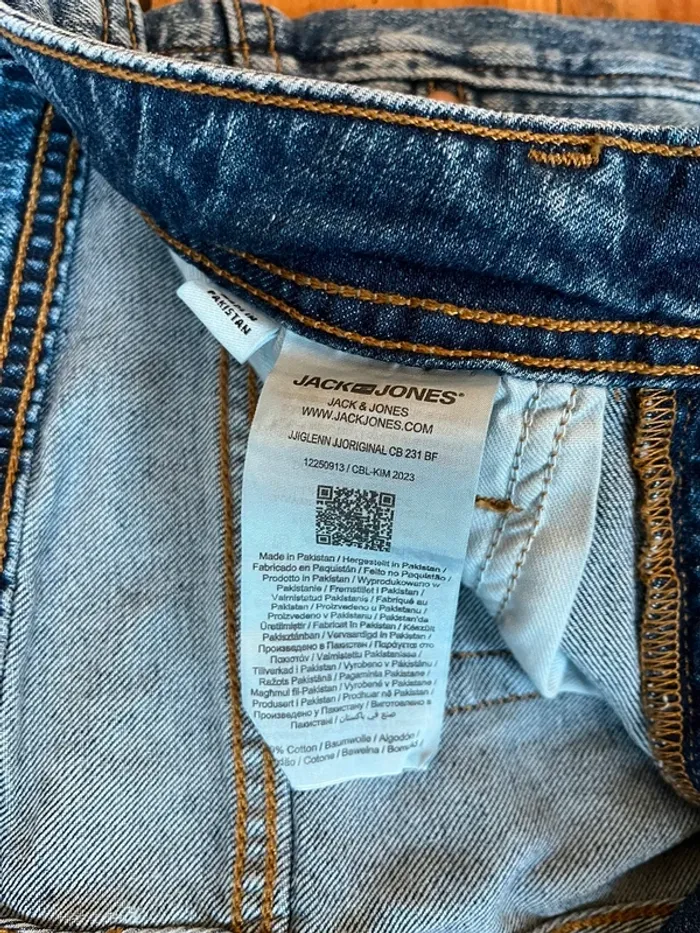 PAKISTAN
JACK JONES®
JACK & JONES
WWW.JACKJONES.COM
JJIGLENN JJORIGINAL CB 231 BF
12250913 / CBL-KIM 2023
Made in Pakistan / Hergestellt in Pakistan /
Fabricado en Paquistán / Feito no Paquistão /
Prodotto in Pakistan / Wyprodukowano w
Pakistanie / Fremstillet i Pakistan /
Valmistatud Pakistanis / Fabriqué au
Pakistan / Proizvedeno u Pakistanu /
Proizvedeno v Pakistanu / Pakistan'da
Üretilmiştir / Fabricat în Pakistan / Készült
Pakisztánban / Vervaardigd in Pakistan /
Произведено в Пакистан / Παράγεται στο
Πακιστάν / Valmistettu Pakistanissa /
Tillverkad i Pakistan / Vyrobeno v Pákistánu /
Ražots Pakistānā / Pagaminta Pakistane /
Vyrobené v Pakistane /
Magħmul fil-Pakistan /
Produsert i Pakistan / Prodhuar në Pakistan /
Произведено у Пакистану / Виготовлено в
Пакистані / صنع في باكستان
% Cotton / Baumwolle / Algodón /
/ Cotone / Bawełna /